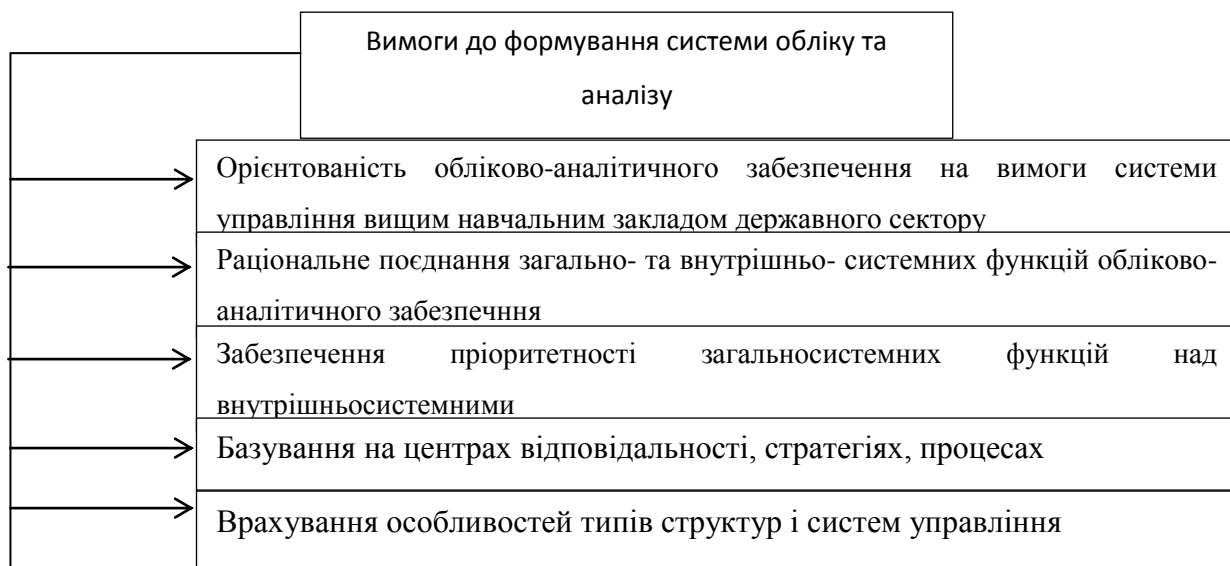 Вимоги до формування системи обліку та
аналізу
Орієнтованість обліково-аналітичного забезпечення на вимоги системи
управління вищим навчальним закладом державного сектору
Раціональне поєднання загально- та внутрішньо- системних функцій обліково-
аналітичного забезпечння
Забезпечення пріоритетності загальносистемних функцій над
внутрішньосистемними
Базування на центрах відповідальності, стратегіях, процесах
Врахування особливостей типів структур і систем управління